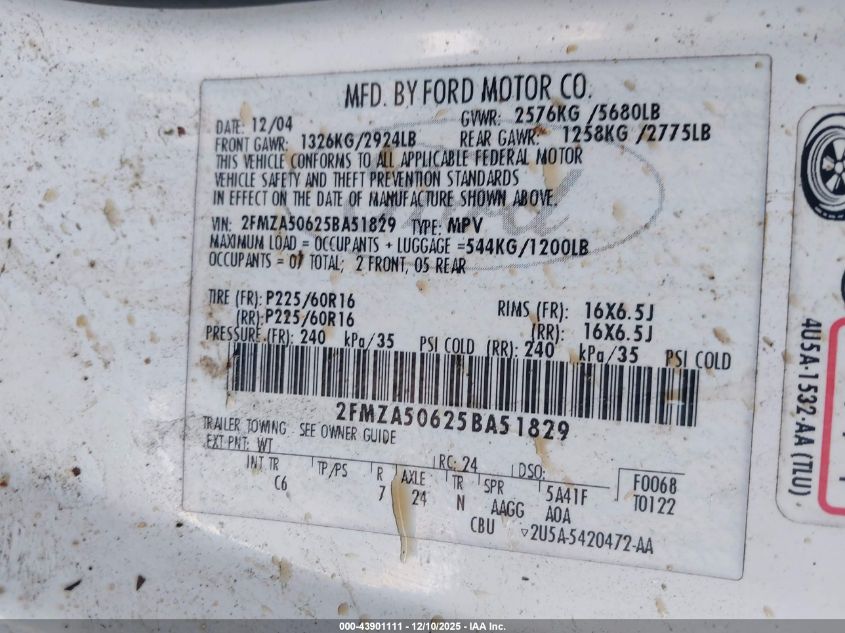 MFD. BY FORD MOTOR CO.
DATE: 12/04 GVWR: 2576KG /5680LB
FRONT GAWR: 1326KG/2924LB REAR GAWR: 1258KG /2775LB
THIS VEHICLE CONFORMS TO ALL APPLICABLE FEDERAL MOTOR
VEHICLE SAFETY AND THEFT PREVENTION STANDARDS
IN EFFECT ON THE DATE OF MANUFACTURE SHOWN ABOVE.
VIN: 2FMZA50625BA51829 TYPE: MPV
MAXIMUM LOAD = OCCUPANTS + LUGGAGE =544KG/1200LB
OCCUPANTS = 07 TOTAL; 2 FRONT, 05 REAR
TIRE (FR): P225/60R16 RIMS (FR): 16X6.5J
(RR): P225/60R16 (RR): 16X6.5J
PRESSURE (FR): 240 kPa/35 PSI COLD (RR): 240 kPa/35 PSI COLD
2FMZA50625BA51829
TRAILER TOWING: SEE OWNER GUIDE
EXT PNT: WT RC: 24 DSO:
INT TR TP/PS R AXLE TR SPR 5A41F F0068
C6 7 24 N AAGG A0A T0122
CBU ▽2U5A-5420472-AA
4U5A-1532-AA (TLU)
000-43901111 - 12/10/2025 - IAA Inc.